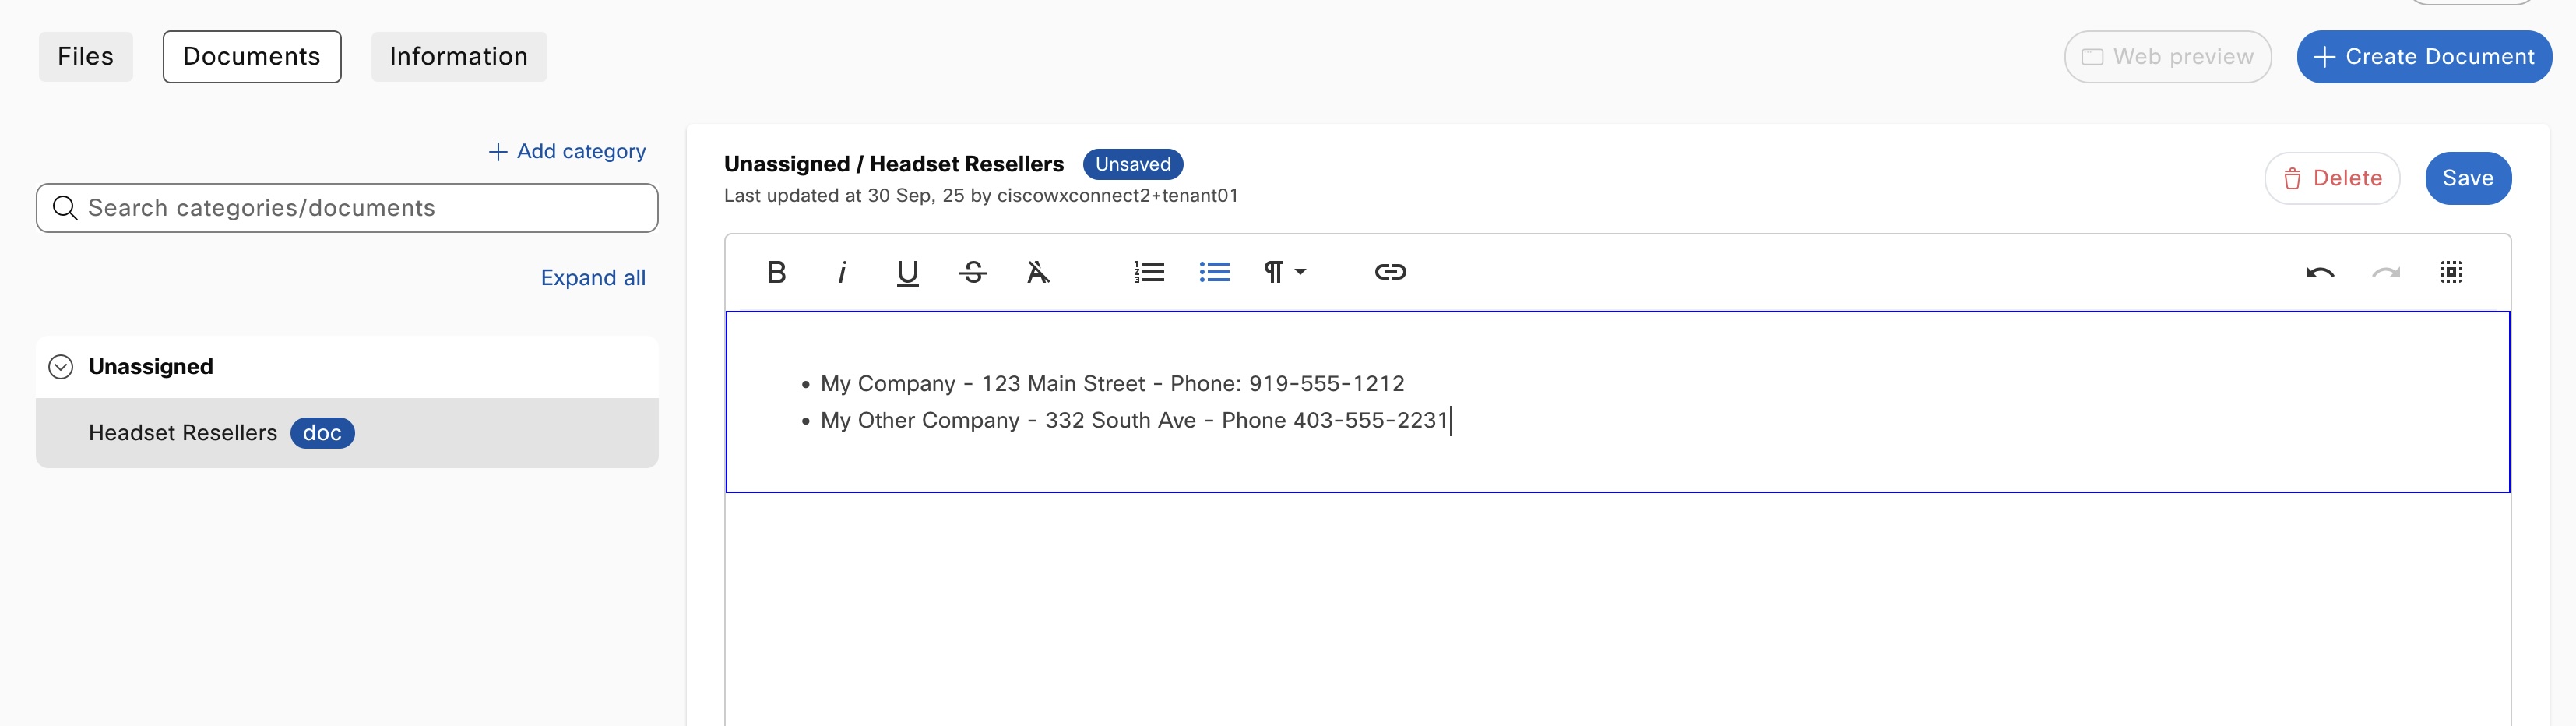 Files
Documents
Information
Web preview
+ Create Document
+ Add category
Search categories/documents
Expand all
Unassigned
Headset Resellers doc
Unassigned / Headset Resellers Unsaved
Last updated at 30 Sep, 25 by ciscowxconnect2+tenant01
Delete
Save
• My Company - 123 Main Street - Phone: 919-555-1212
• My Other Company - 332 South Ave - Phone 403-555-2231